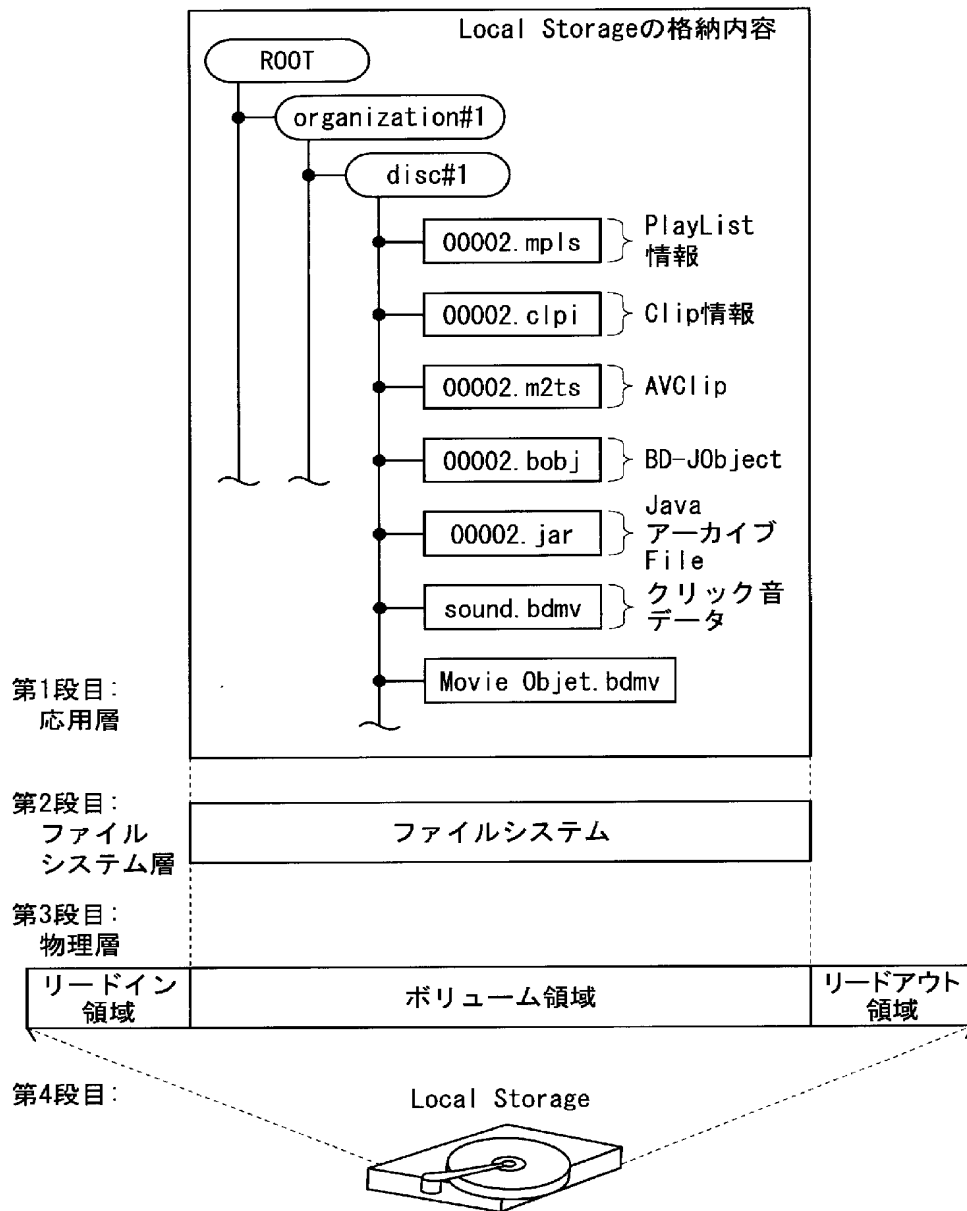 Local Storageの格納内容
ROOT
organization#1
disc#1
00002.mpls
PlayList
情報
00002.clpi
Clip情報
00002.m2ts
AVClip
00002.bobj
BD-JObject
00002.jar
Java
アーカイブ
File
sound.bdmv
クリック音
データ
Movie Objet.bdmv
第1段目:
応用層
第2段目:
ファイル
システム層
ファイルシステム
第3段目:
物理層
リードイン
領域
ボリューム領域
リードアウト
領域
第4段目:
Local Storage